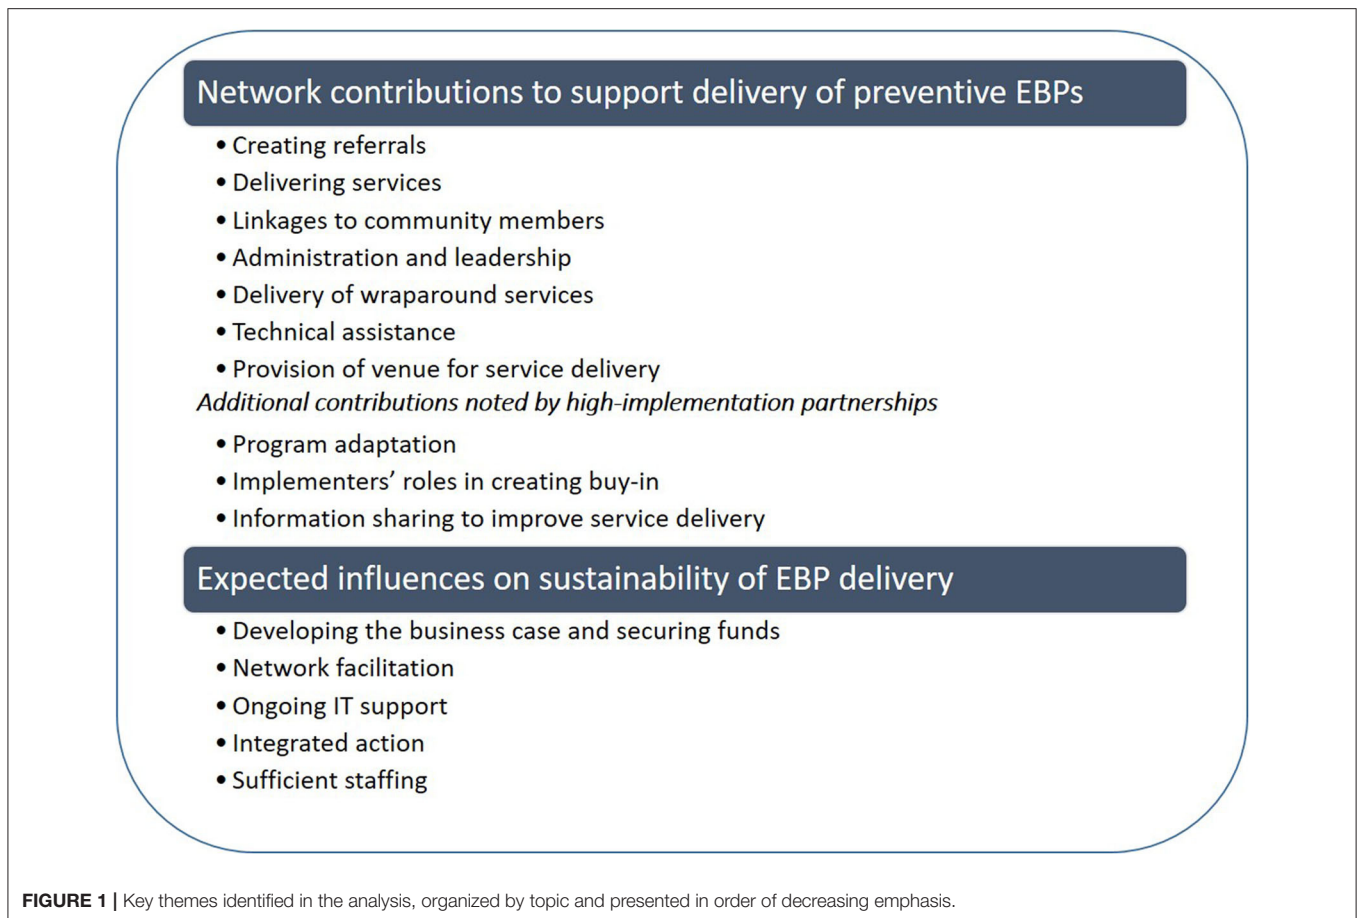 Network contributions to support delivery of preventive EBPs
• Creating referrals
• Delivering services
• Linkages to community members
• Administration and leadership
• Delivery of wraparound services
• Technical assistance
• Provision of venue for service delivery
Additional contributions noted by high-implementation partnerships
• Program adaptation
• Implementers’ roles in creating buy-in
• Information sharing to improve service delivery
Expected influences on sustainability of EBP delivery
• Developing the business case and securing funds
• Network facilitation
• Ongoing IT support
• Integrated action
• Sufficient staffing
FIGURE 1 | Key themes identified in the analysis, organized by topic and presented in order of decreasing emphasis.